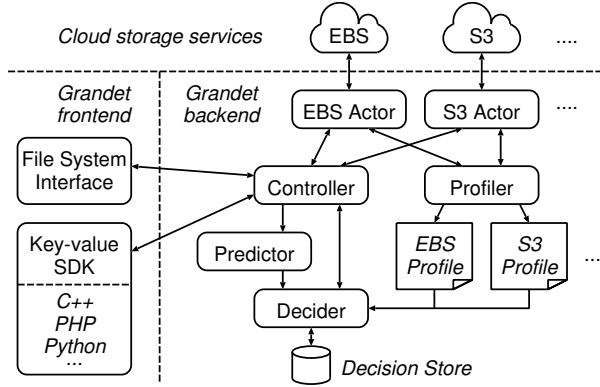 Cloud storage services
EBS
S3
....
Grandet
frontend
Grandet
backend
EBS Actor
S3 Actor
....
File System
Interface
Controller
Profiler
Key-value
SDK
Predictor
EBS
Profile
S3
Profile
...
C++
PHP
Python
...
Decider
Decision Store